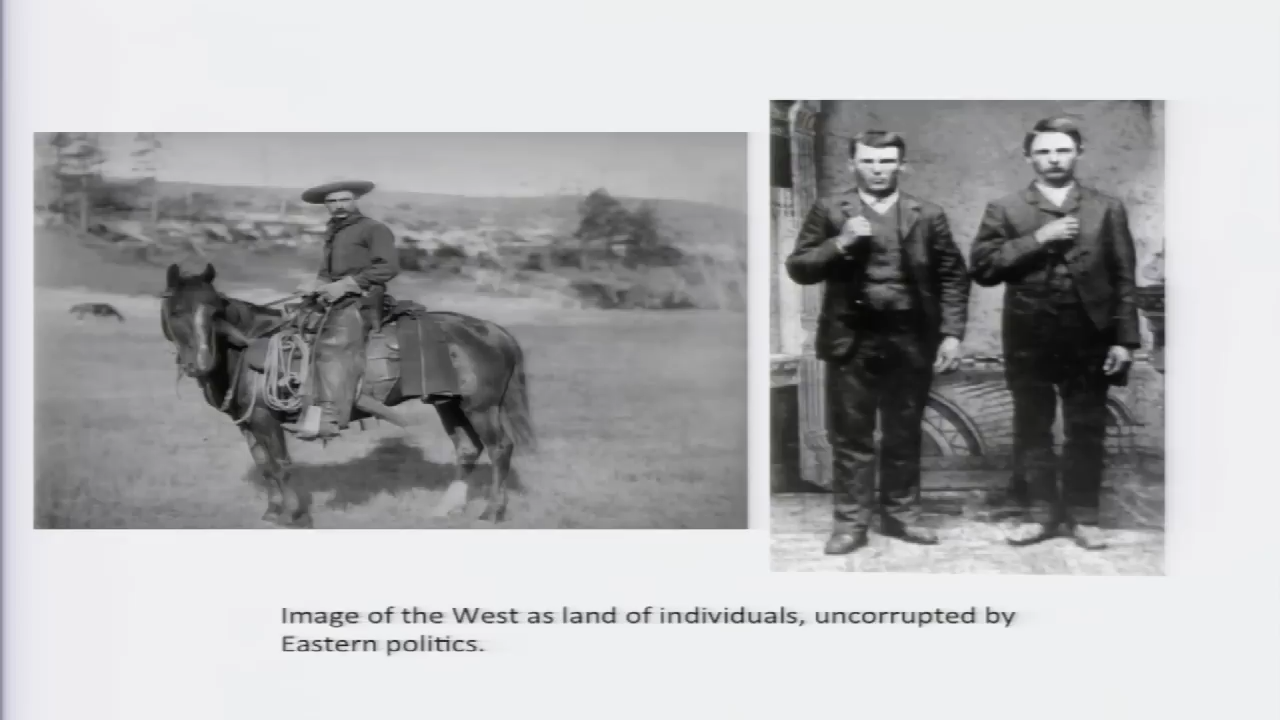 Image of the West as land of individuals, uncorrupted by
Eastern politics.